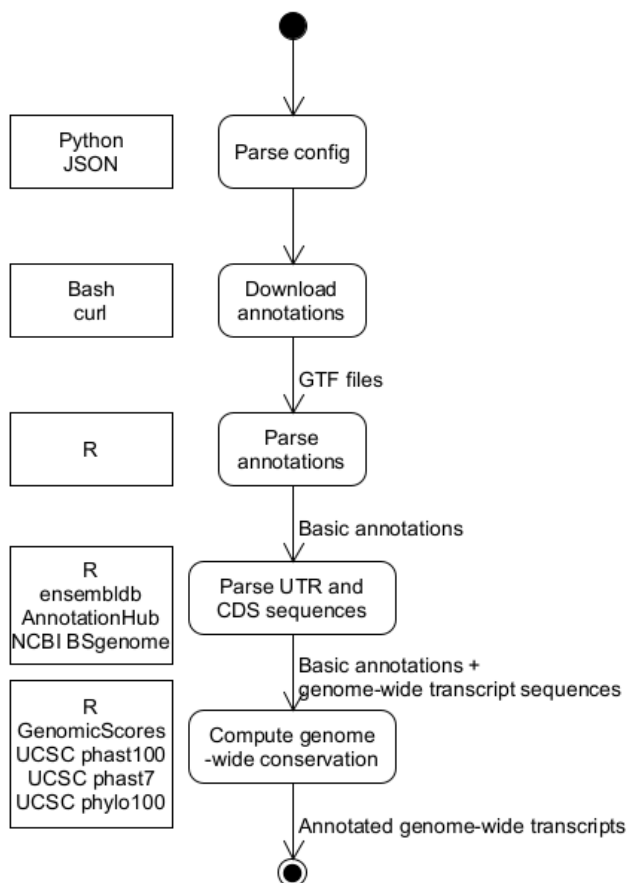 Python
JSON
Parse config
Bash
curl
Download
annotations
GTF files
R
Parse
annotations
Basic annotations
R
ensembldb
AnnotationHub
NCBI BSgenome
Parse UTR and
CDS sequences
Basic annotations +
genome-wide transcript sequences
R
GenomicScores
UCSC phast100
UCSC phast7
UCSC phylo100
Compute genome
-wide conservation
Annotated genome-wide transcripts